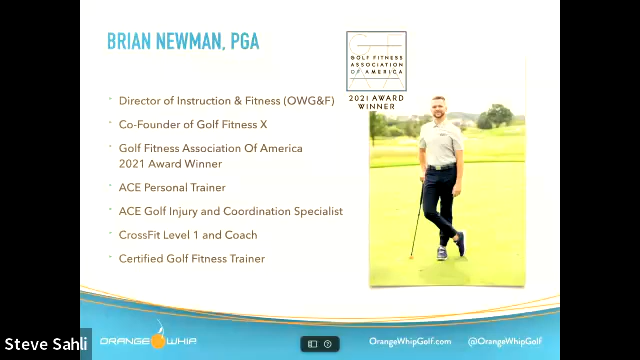 BRIAN NEWMAN, PGA
GOLF FITNESS
ASSOCIATION
OF AMERICA
2021 AWARD
WINNER
Director of Instruction & Fitness (OWG&F)
Co-Founder of Golf Fitness X
Golf Fitness Association Of America
2021 Award Winner
ACE Personal Trainer
ACE Golf Injury and Coordination Specialist
CrossFit Level 1 and Coach
Certified Golf Fitness Trainer
Steve Sahli
ORANGE WHIP
OrangeWhipGolf.com
@OrangeWhipGolf